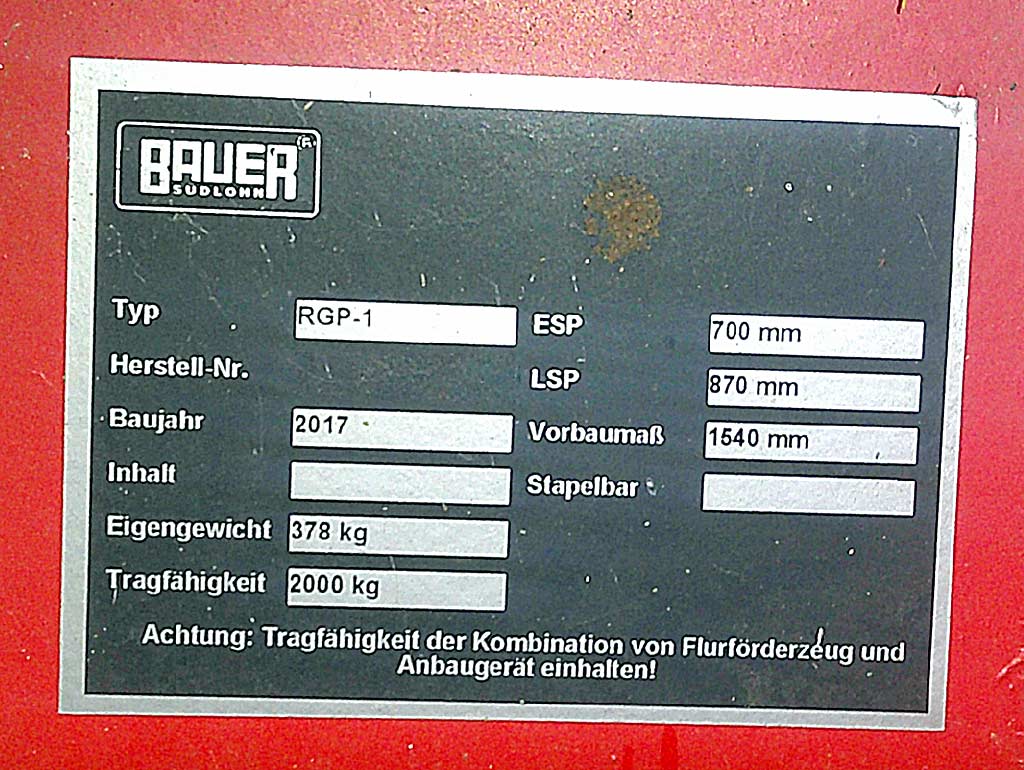 BAUER®
SÜDLOHN
Typ RGP-1 ESP 700 mm
Herstell-Nr. LSP 870 mm
Baujahr 2017 Vorbaumaß 1540 mm
Inhalt Stapelbar
Eigengewicht 378 kg
Tragfähigkeit 2000 kg
Achtung: Tragfähigkeit der Kombination von Flurförderzeug und
Anbaugerät einhalten!